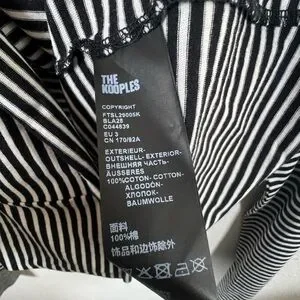 THE
KOOPLES
COPYRIGHT
FTSL29005K
BLA28
C044839
EU 3
CN 170/92A
EXTERIEUR-
OUTSHELL- EXTERIOR-
ВНЕШНЯЯ ЧАСТЬ-
ÄUSSERES
100%COTON- COTTON-
ALGODÓN-
ХЛОПОК-
BAUMWOLLE
面料
100%棉
饰品和边饰除外